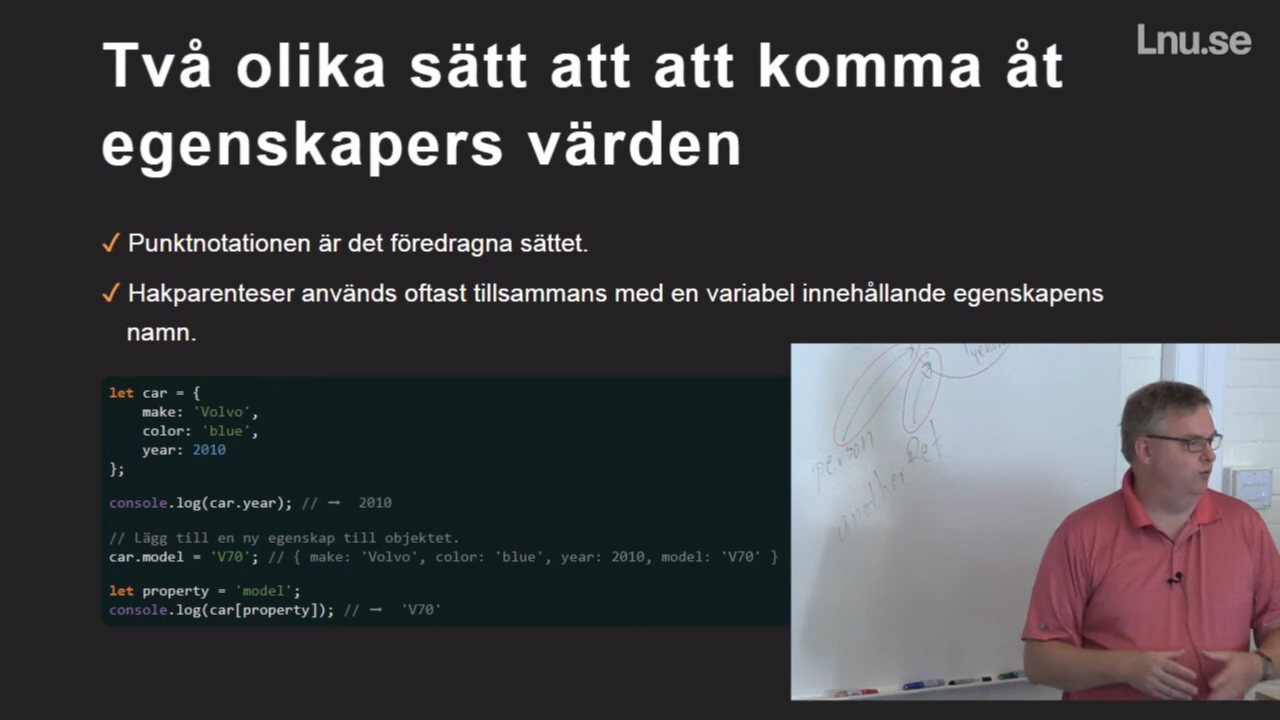 Lnu.se
Två olika sätt att att komma åt
egenskapers värden
✓ Punktnotationen är det föredragna sättet.
✓ Hakparenteser används oftast tillsammans med en variabel innehållande egenskapens
namn.
let car = {
    make: 'Volvo',
    color: 'blue',
    year: 2010
};
console.log(car.year); // → 2010
// Lägg till en ny egenskap till objektet.
car.model = 'V70'; // { make: 'Volvo', color: 'blue', year: 2010, model: 'V70' }
let property = 'model';
console.log(car[property]); // → 'V70'
person
another